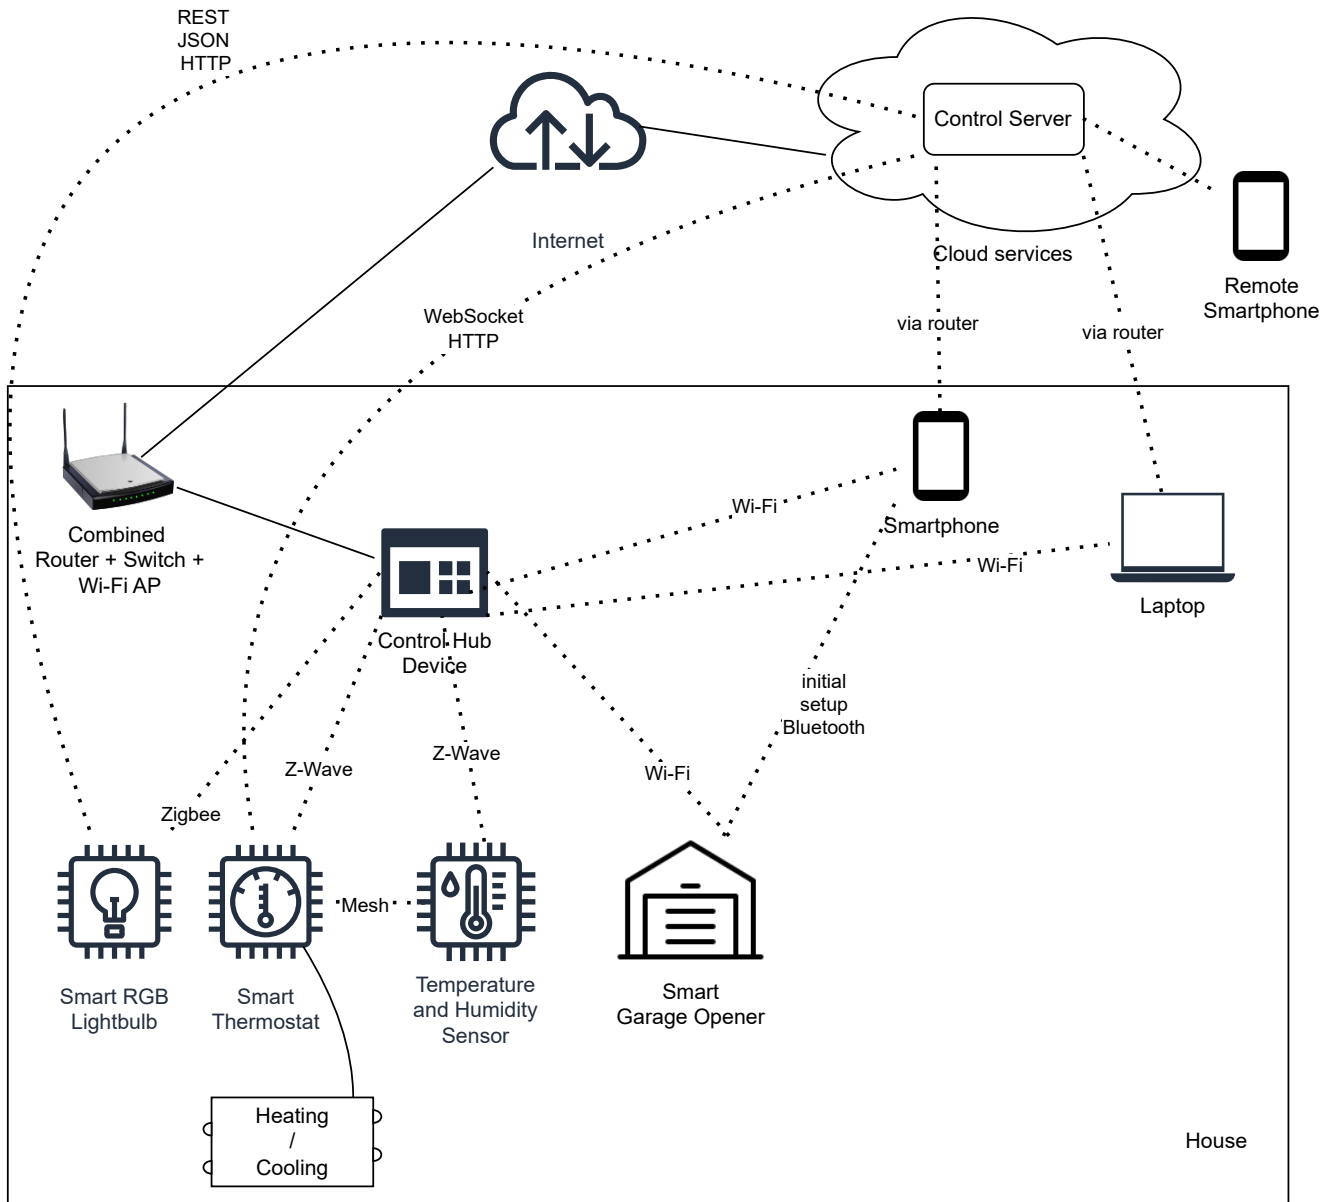 REST
JSON
HTTP
Control Server
Internet
Cloud services
Remote
Smartphone
WebSocket
HTTP
via router
via router
Combined
Router + Switch +
Wi-Fi AP
Wi-Fi
Smartphone
Wi-Fi
Laptop
Control Hub
Device
initial
setup
Bluetooth
Z-Wave
Z-Wave
Wi-Fi
Zigbee
Mesh
Smart RGB
Lightbulb
Smart
Thermostat
Temperature
and Humidity
Sensor
Smart
Garage Opener
Heating
/
Cooling
House